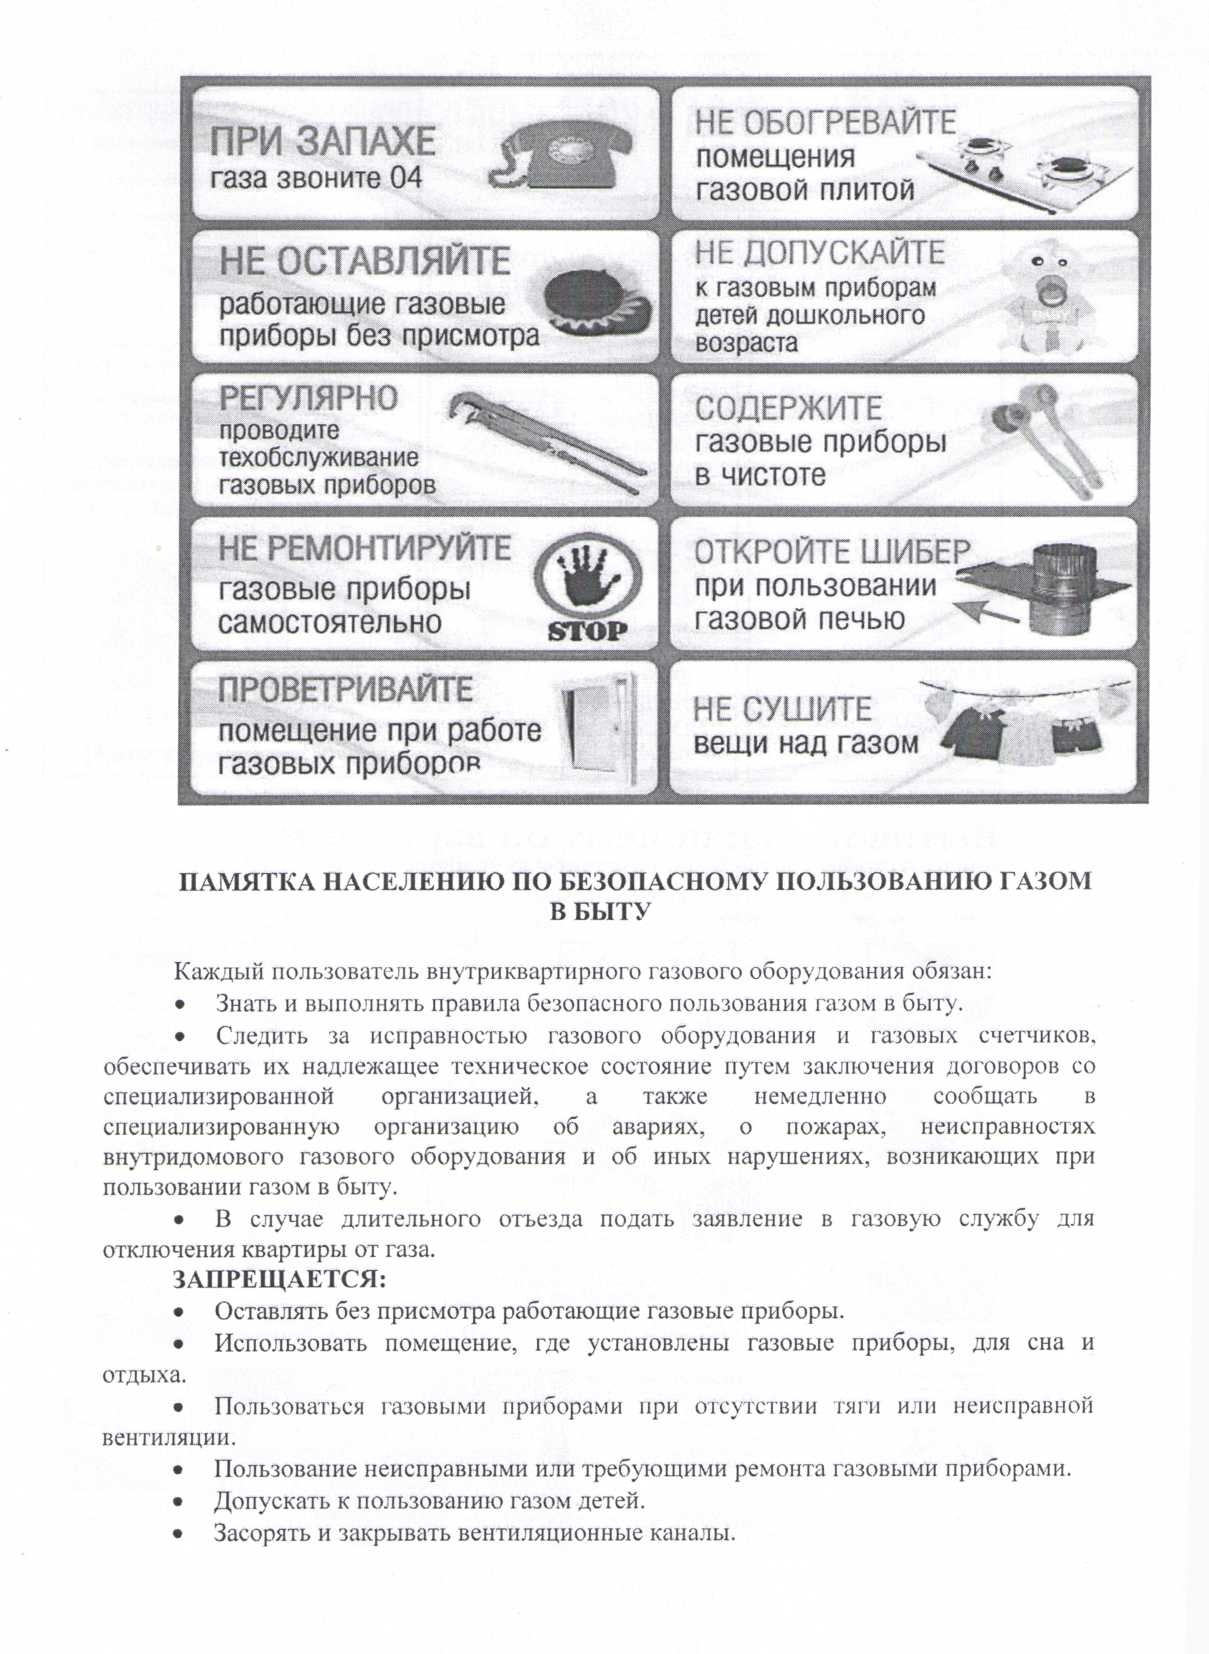 ПРИ ЗАПАХЕ
газа звоните 04
НЕ ОБОГРЕВАЙТЕ
помещения
газовой плитой
НЕ ОСТАВЛЯЙТЕ
работающие газовые
приборы без присмотра
НЕ ДОПУСКАЙТЕ
к газовым приборам
детей дошкольного
возраста
РЕГУЛЯРНО
проводите
техобслуживание
газовых приборов
СОДЕРЖИТЕ
газовые приборы
в чистоте
НЕ РЕМОНТИРУЙТЕ
газовые приборы
самостоятельно
STOP
ОТКРОЙТЕ ШИБЕР
при пользовании
газовой печью
ПРОВЕТРИВАЙТЕ
помещение при работе
газовых приборов
НЕ СУШИТЕ
вещи над газом
ПАМЯТКА НАСЕЛЕНИЮ ПО БЕЗОПАСНОМУ ПОЛЬЗОВАНИЮ ГАЗОМ
В БЫТУ
Каждый пользователь внутриквартирного газового оборудования обязан:
• Знать и выполнять правила безопасного пользования газом в быту.
• Следить за исправностью газового оборудования и газовых счетчиков,
обеспечивать их надлежащее техническое состояние путем заключения договоров со
специализированной организацией, а также немедленно сообщать в
специализированную организацию об авариях, о пожарах, неисправностях
внутридомового газового оборудования и об иных нарушениях, возникающих при
пользовании газом в быту.
• В случае длительного отъезда подать заявление в газовую службу для
отключения квартиры от газа.
ЗАПРЕЩАЕТСЯ:
• Оставлять без присмотра работающие газовые приборы.
• Использовать помещение, где установлены газовые приборы, для сна и
отдыха.
• Пользоваться газовыми приборами при отсутствии тяги или неисправной
вентиляции.
• Пользование неисправными или требующими ремонта газовыми приборами.
• Допускать к пользованию газом детей.
• Засорять и закрывать вентиляционные каналы.